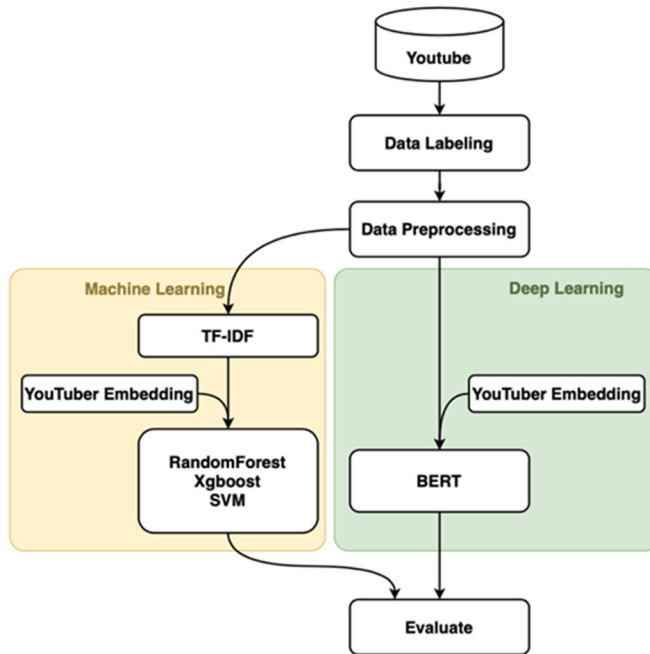 Youtube
Data Labeling
Data Preprocessing
Machine Learning
Deep Learning
TF-IDF
YouTuber Embedding
YouTuber Embedding
RandomForest
Xgboost
SVM
BERT
Evaluate